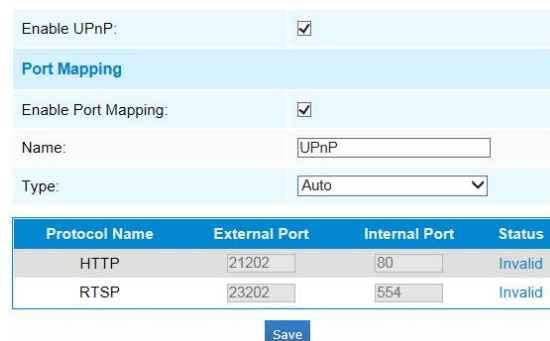 Enable UPnP:
Port Mapping
Enable Port Mapping:
Name: UPnP
Type: Auto
Protocol Name External Port Internal Port Status
HTTP 21202 80 Invalid
RTSP 23202 554 Invalid
Save